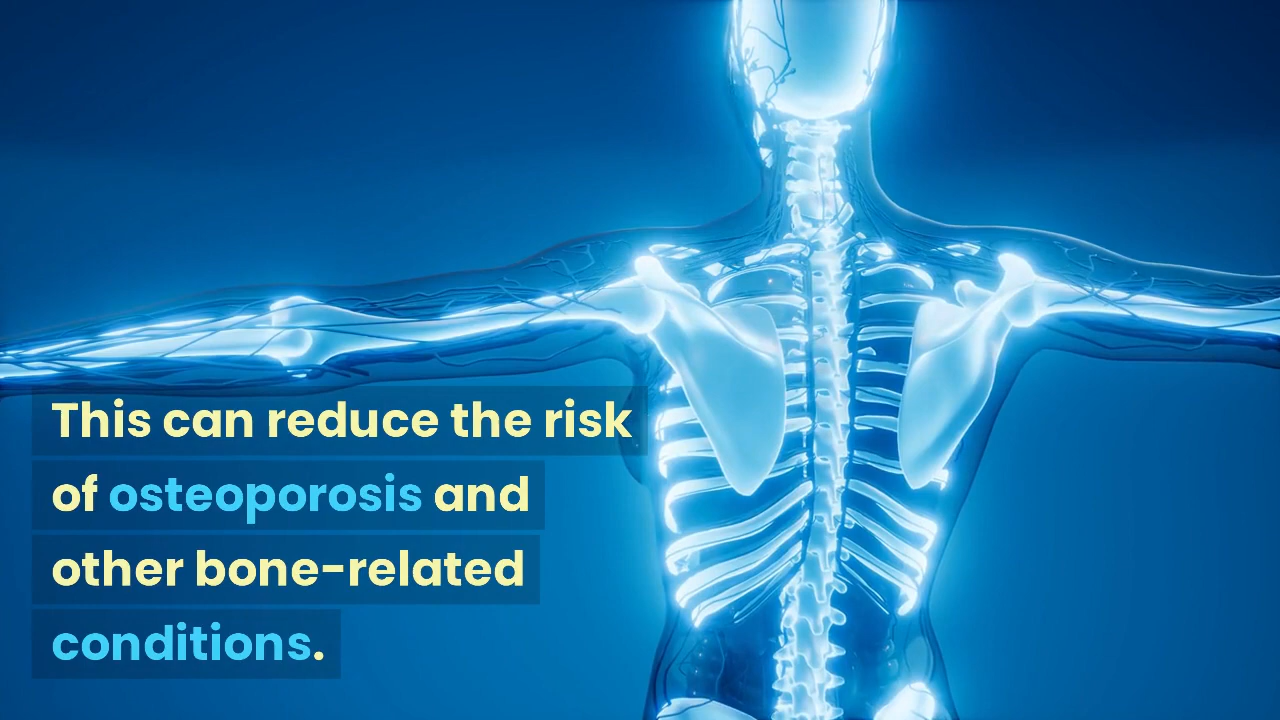 This can reduce the risk
of osteoporosis and
other bone-related
conditions.